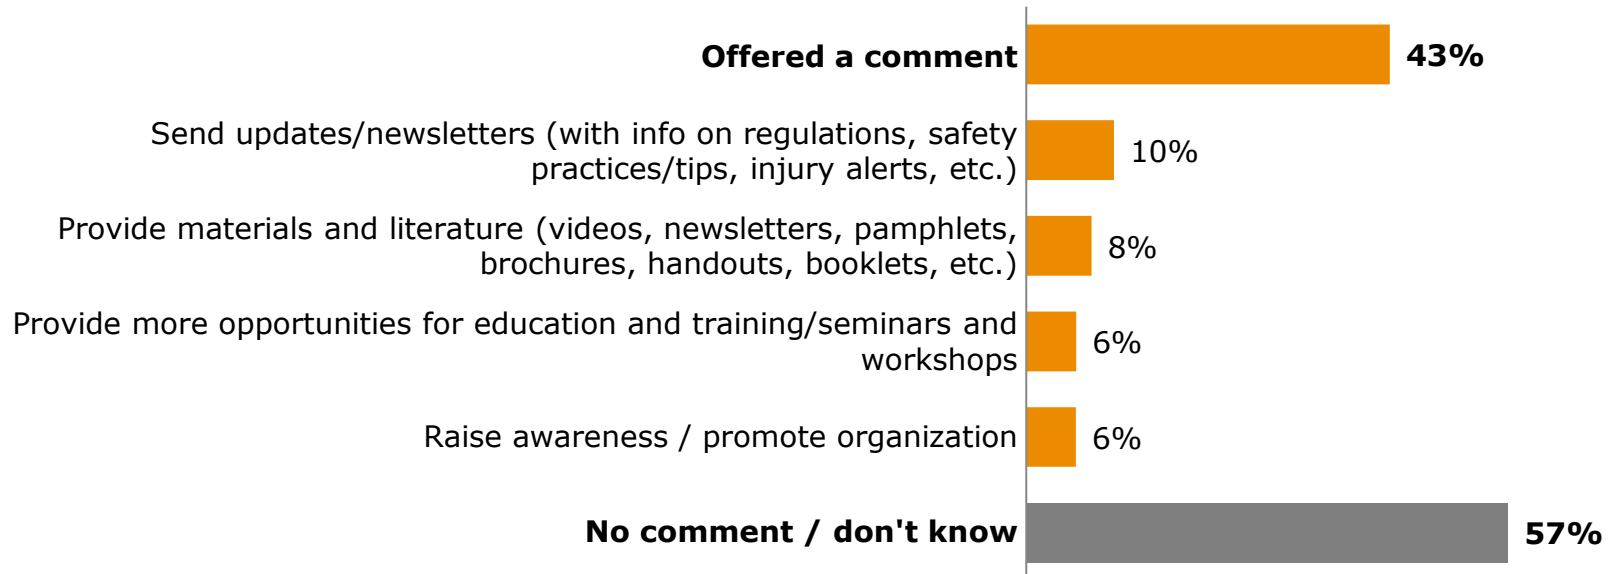 Offered a comment 43%
Send updates/newsletters (with info on regulations, safety
practices/tips, injury alerts, etc.) 10%
Provide materials and literature (videos, newsletters, pamphlets,
brochures, handouts, booklets, etc.) 8%
Provide more opportunities for education and training/seminars and
workshops 6%
Raise awareness / promote organization 6%
No comment / don't know 57%